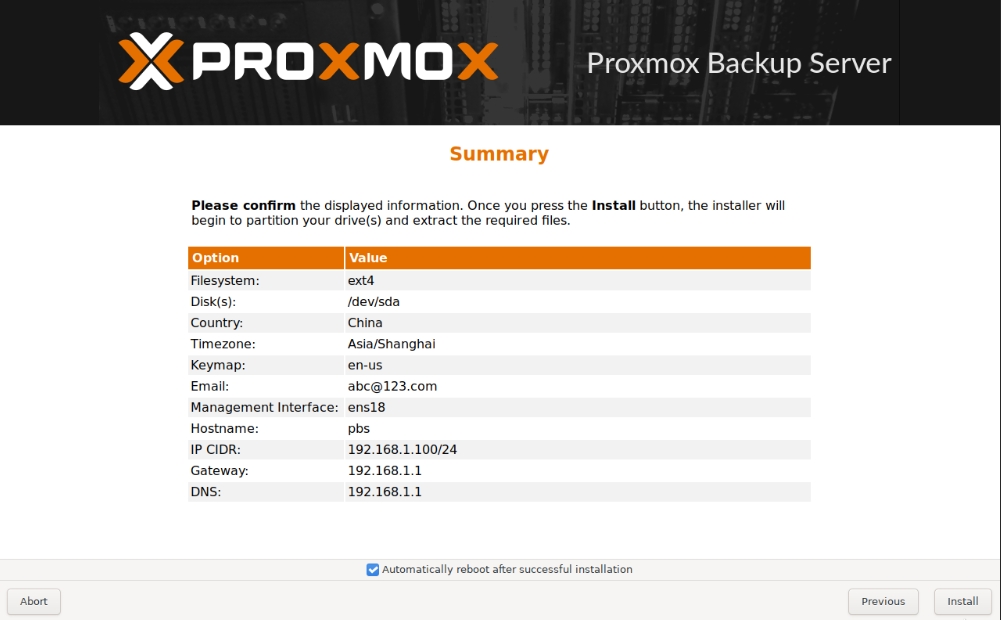 PROXMOX
Proxmox Backup Server
Summary
Please confirm the displayed information. Once you press the Install button, the installer will
begin to partition your drive(s) and extract the required files.
Option Value
Filesystem: ext4
Disk(s): /dev/sda
Country: China
Timezone: Asia/Shanghai
Keymap: en-us
Email: abc@123.com
Management Interface: ens18
Hostname: pbs
IP CIDR: 192.168.1.100/24
Gateway: 192.168.1.1
DNS: 192.168.1.1
Automatically reboot after successful installation
Abort Previous Install